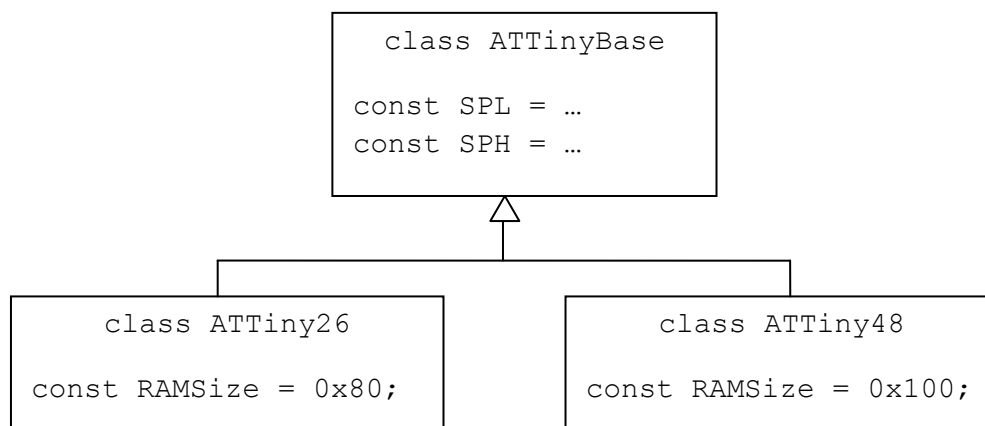 class ATTinyBase
const SPL = …
const SPH = …
class ATTiny26
const RAMSize = 0x80;
class ATTiny48
const RAMSize = 0x100;